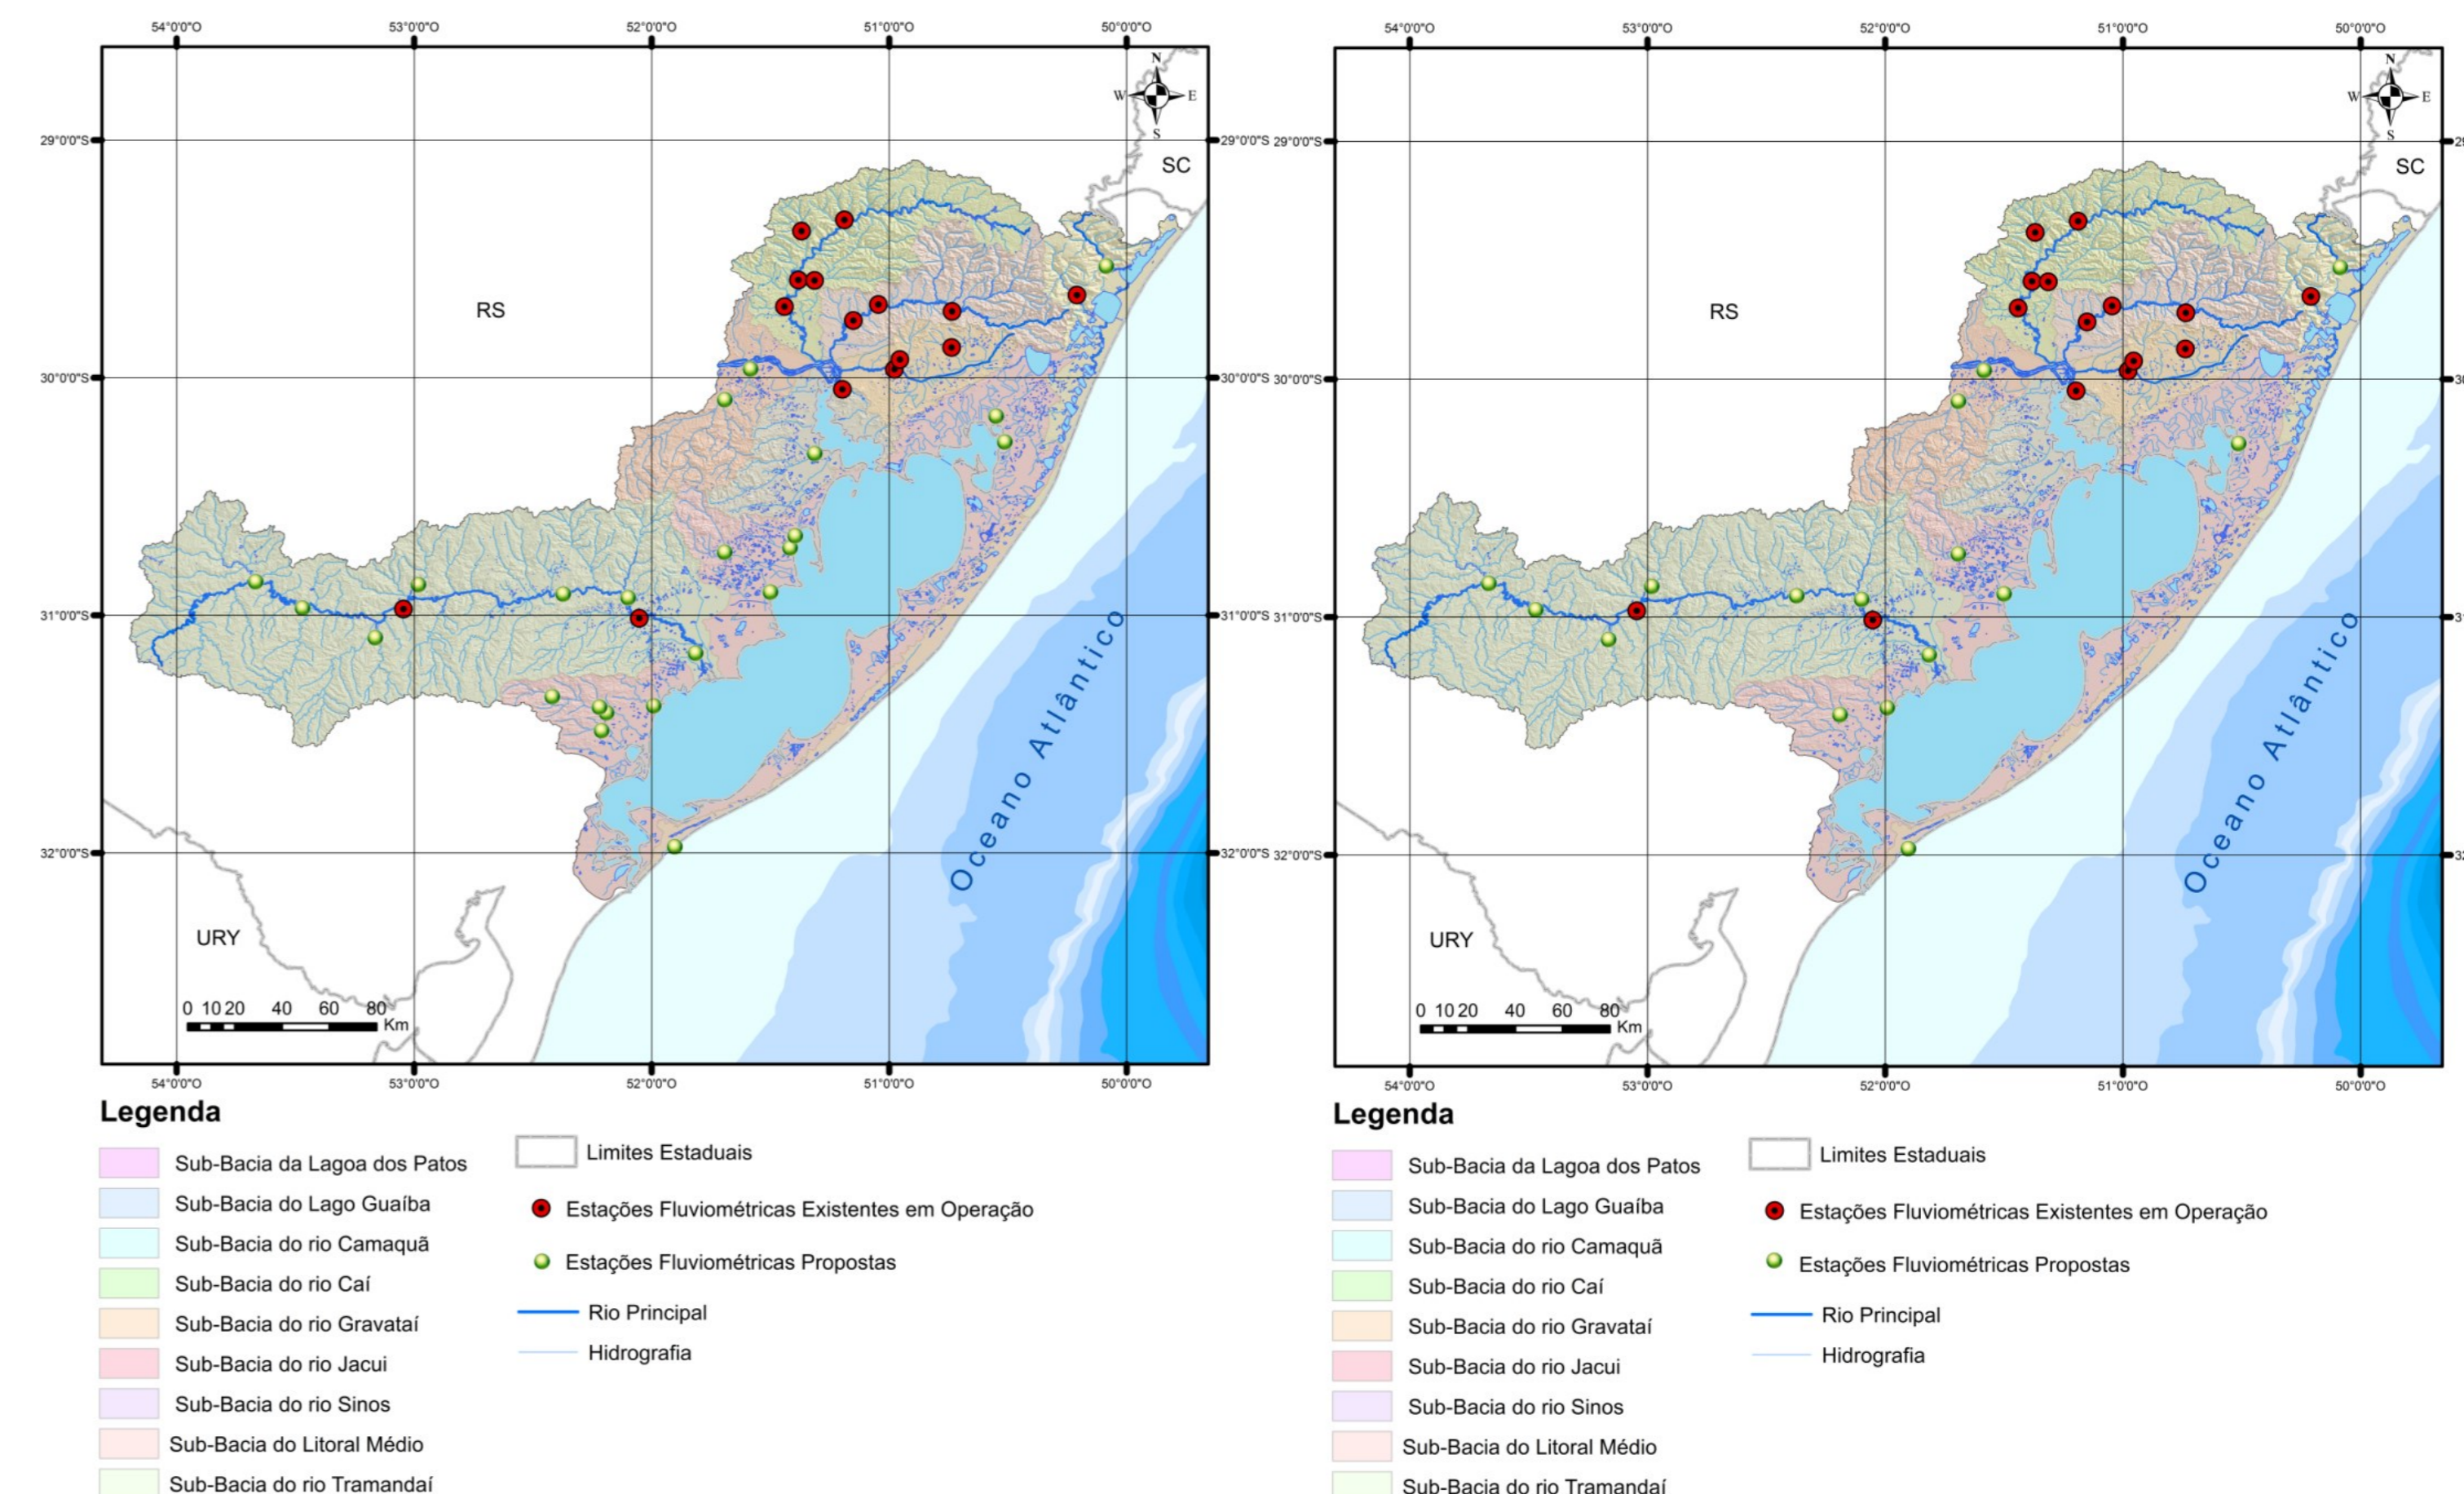 54°0'0"O 53°0'0"O 52°0'0"O 51°0'0"O 50°0'0"O
N
W E
S
29°0'0"S 29°0'0"S
SC
RS
30°0'0"S 30°0'0"S
31°0'0"S 31°0'0"S
Oceano Atlântico
32°0'0"S 32°0'0"S
URY
0 10 20 40 60 80
Km
54°0'0"O 53°0'0"O 52°0'0"O 51°0'0"O 50°0'0"O
Legenda
Sub-Bacia da Lagoa dos Patos
Sub-Bacia do Lago Guaíba
Sub-Bacia do rio Camaquã
Sub-Bacia do rio Caí
Sub-Bacia do rio Gravataí
Sub-Bacia do rio Jacui
Sub-Bacia do rio Sinos
Sub-Bacia do Litoral Médio
Sub-Bacia do rio Tramandaí
Limites Estaduais
Estações Fluviométricas Existentes em Operação
Estações Fluviométricas Propostas
Rio Principal
Hidrografia
54°0'0"O 53°0'0"O 52°0'0"O 51°0'0"O 50°0'0"O
N
W E
S
29°0'0"S
SC
RS
30°0'0"S
31°0'0"S
Oceano Atlântico
32°0'0"S
URY
0 10 20 40 60 80
Km
54°0'0"O 53°0'0"O 52°0'0"O 51°0'0"O 50°0'0"O
Legenda
Sub-Bacia da Lagoa dos Patos
Sub-Bacia do Lago Guaíba
Sub-Bacia do rio Camaquã
Sub-Bacia do rio Caí
Sub-Bacia do rio Gravataí
Sub-Bacia do rio Jacui
Sub-Bacia do rio Sinos
Sub-Bacia do Litoral Médio
Sub-Bacia do rio Tramandaí
Limites Estaduais
Estações Fluviométricas Existentes em Operação
Estações Fluviométricas Propostas
Rio Principal
Hidrografia